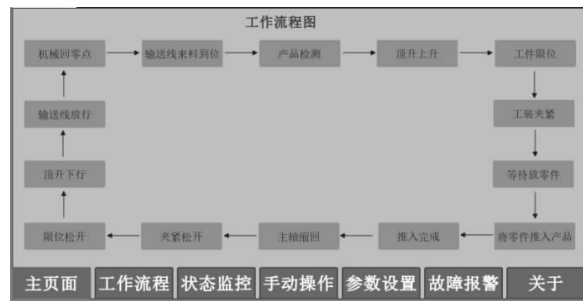 工作流程图
机械回零点
输送线来料到位
产品检测
顶升上升
工件限位
工装夹紧
等待放零件
将零件推入产品
推入完成
主轴缩回
夹紧松开
限位松开
顶升下行
输送线放行
主页面 工作流程 状态监控 手动操作 参数设置 故障报警 关于